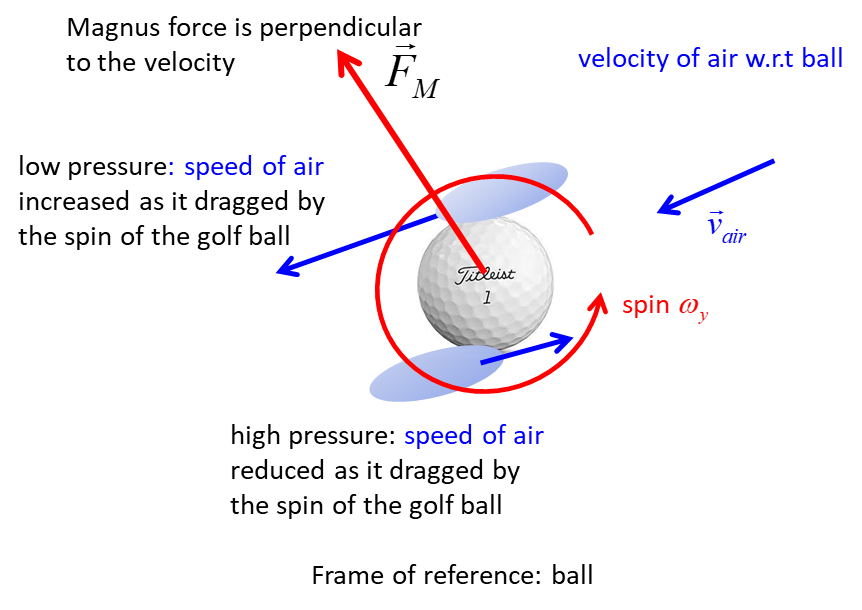 Magnus force is perpendicular
to the velocity
F⃗_M
velocity of air w.r.t ball
low pressure: speed of air
increased as it dragged by
the spin of the golf ball
v⃗_air
Titleist
1
spin ω_y
high pressure: speed of air
reduced as it dragged by
the spin of the golf ball
Frame of reference: ball